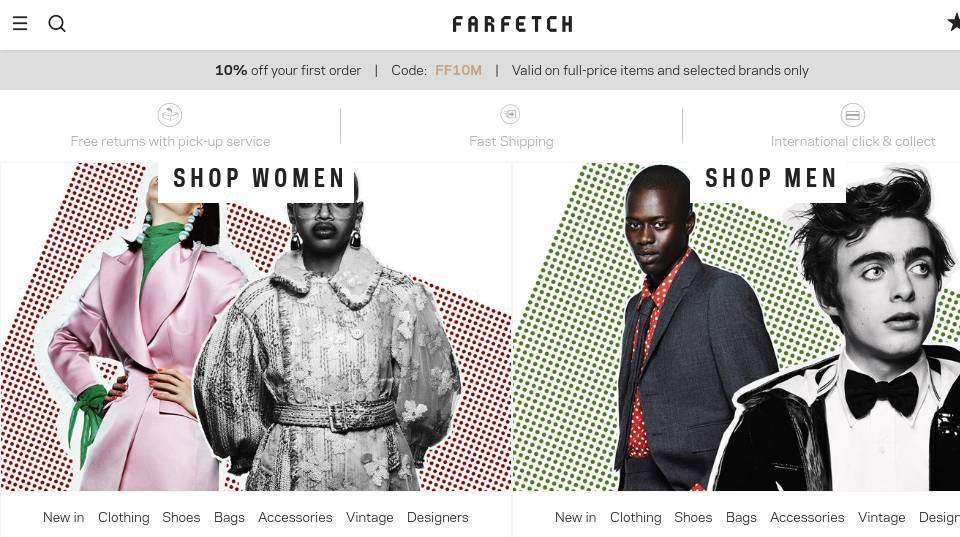 FARFETCH
10% off your first order | Code: FF10M | Valid on full-price items and selected brands only
Free returns with pick-up service
Fast Shipping
International click & collect
SHOP WOMEN
SHOP MEN
New in Clothing Shoes Bags Accessories Vintage Designers
New in Clothing Shoes Bags Accessories Vintage